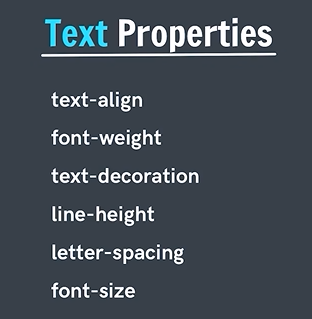 Text Properties
text-align
font-weight
text-decoration
line-height
letter-spacing
font-size